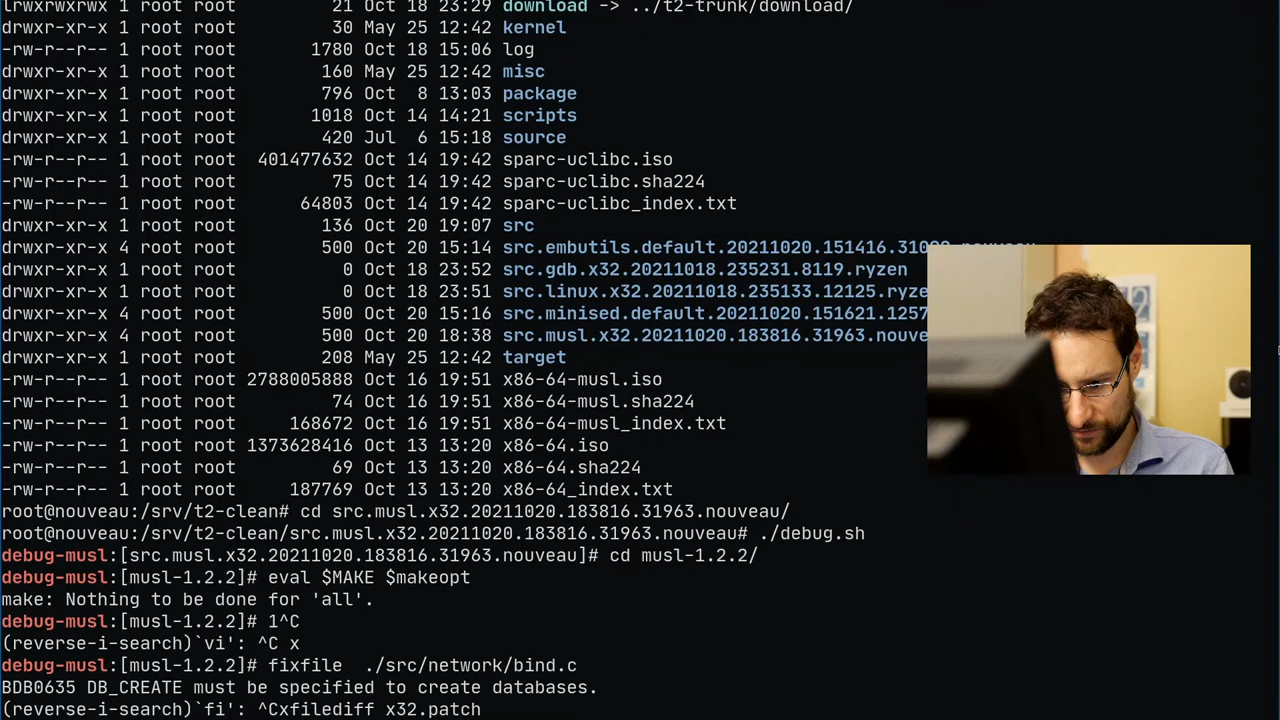 lrwxrwxrwx 1 root root         21 Oct 18 23:29 download -> ../t2-trunk/download/
drwxr-xr-x 1 root root         30 May 25 12:42 kernel
-rw-r--r-- 1 root root       1780 Oct 18 15:06 log
drwxr-xr-x 1 root root        160 May 25 12:42 misc
drwxr-xr-x 1 root root        796 Oct  8 13:03 package
drwxr-xr-x 1 root root       1018 Oct 14 14:21 scripts
drwxr-xr-x 1 root root        420 Jul  6 15:18 source
-rw-r--r-- 1 root root  401477632 Oct 14 19:42 sparc-uclibc.iso
-rw-r--r-- 1 root root         75 Oct 14 19:42 sparc-uclibc.sha224
-rw-r--r-- 1 root root      64803 Oct 14 19:42 sparc-uclibc_index.txt
drwxr-xr-x 1 root root        136 Oct 20 19:07 src
drwxr-xr-x 4 root root        500 Oct 20 15:14
drwxr-xr-x 1 root root          0 Oct 18 23:52 src.gdb.x32.20211018.235231.8119.ryzen
drwxr-xr-x 1 root root          0 Oct 18 23:51 src.linux.x32.20211018.235133.12125.ryze
drwxr-xr-x 4 root root        500 Oct 20 15:16 src.minised.default.20211020.151621.1257
drwxr-xr-x 4 root root        500 Oct 20 18:38 src.musl.x32.20211020.183816.31963.nouve
drwxr-xr-x 1 root root        208 May 25 12:42 target
-rw-r--r-- 1 root root 2788005888 Oct 16 19:51 x86-64-musl.iso
-rw-r--r-- 1 root root         74 Oct 16 19:51 x86-64-musl.sha224
-rw-r--r-- 1 root root     168672 Oct 16 19:51 x86-64-musl_index.txt
-rw-r--r-- 1 root root 1373628416 Oct 13 13:20 x86-64.iso
-rw-r--r-- 1 root root         69 Oct 13 13:20 x86-64.sha224
-rw-r--r-- 1 root root     187769 Oct 13 13:20 x86-64_index.txt
root@nouveau:/srv/t2-clean# cd src.musl.x32.20211020.183816.31963.nouveau/
root@nouveau:/srv/t2-clean/src.musl.x32.20211020.183816.31963.nouveau# ./debug.sh
debug-musl:[src.musl.x32.20211020.183816.31963.nouveau]# cd musl-1.2.2/
debug-musl:[musl-1.2.2]# eval $MAKE $makeopt
make: Nothing to be done for 'all'.
debug-musl:[musl-1.2.2]# 1^C
(reverse-i-search)`vi': ^C x
debug-musl:[musl-1.2.2]# fixfile  ./src/network/bind.c
BDB0635 DB_CREATE must be specified to create databases.
(reverse-i-search)`fi': ^Cxfilediff x32.patch